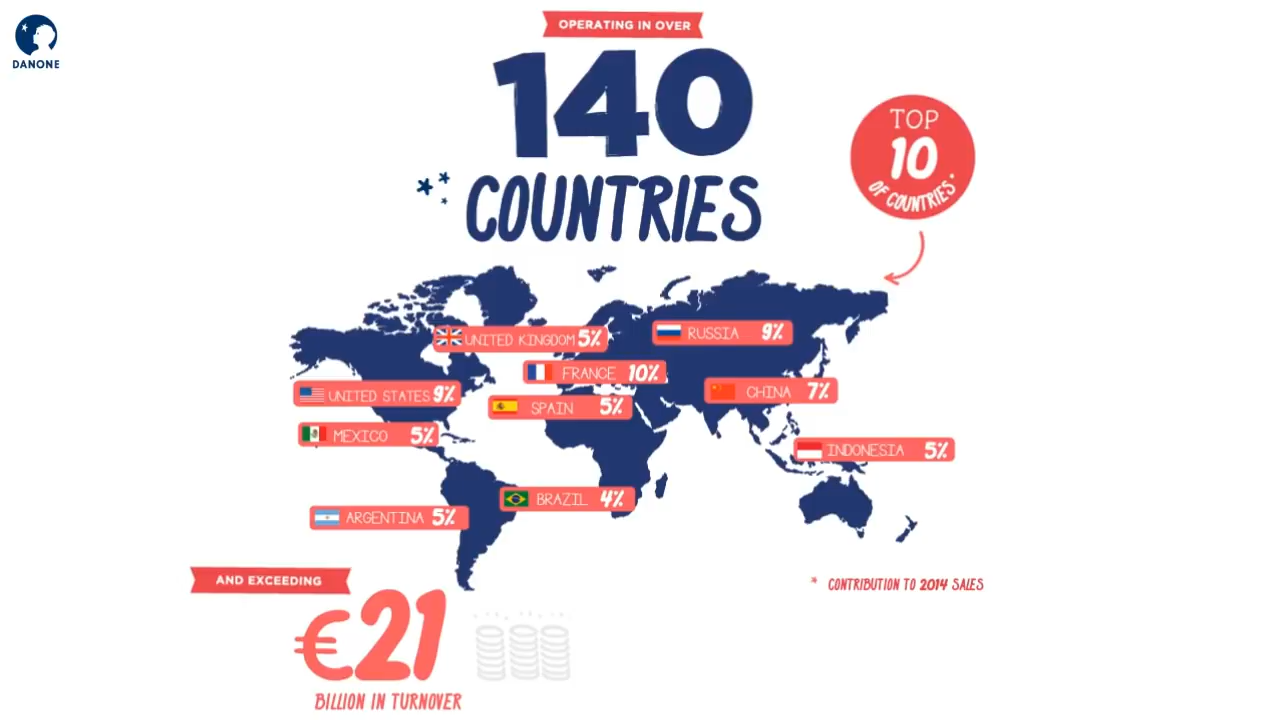 DANONE
OPERATING IN OVER
140
COUNTRIES
TOP
10
OF COUNTRIES*
UNITED KINGDOM 5%
RUSSIA 9%
FRANCE 10%
UNITED STATES 9%
CHINA 7%
SPAIN 5%
MEXICO 5%
INDONESIA 5%
BRAZIL 4%
ARGENTINA 5%
AND EXCEEDING
€21
BILLION IN TURNOVER
* CONTRIBUTION TO 2014 SALES